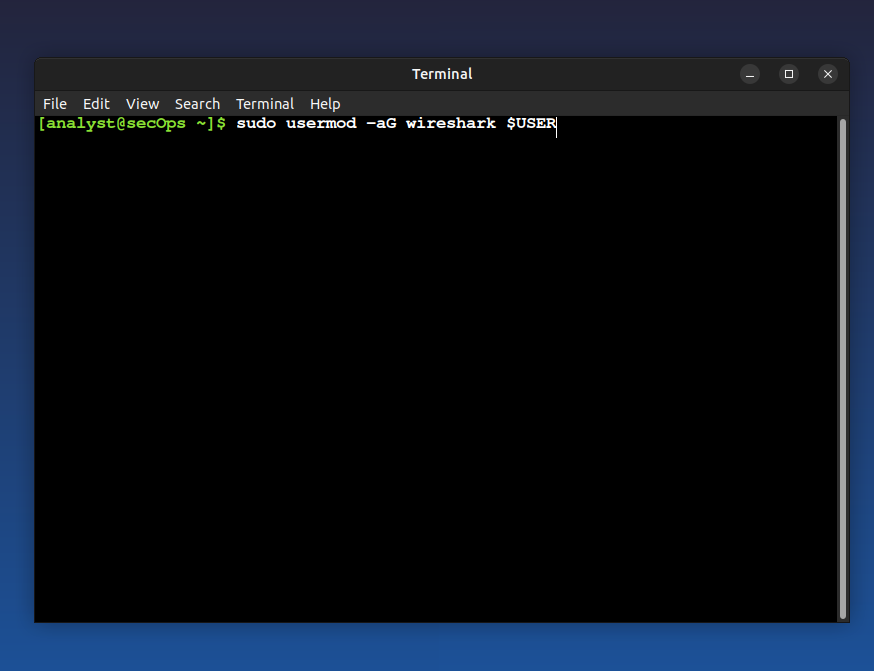 Terminal
File Edit View Search Terminal Help
[analyst@secOps ~]$ sudo usermod -aG wireshark $USER